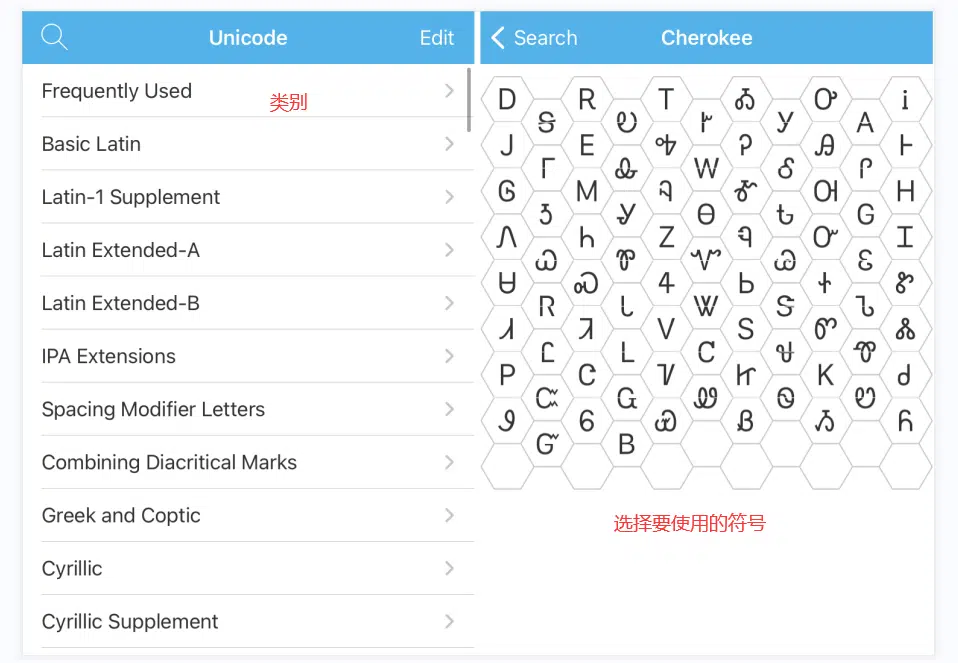 Unicode
Edit
Frequently Used
类别
Basic Latin
Latin-1 Supplement
Latin Extended-A
Latin Extended-B
IPA Extensions
Spacing Modifier Letters
Combining Diacritical Marks
Greek and Coptic
Cyrillic
Cyrillic Supplement
Search
Cherokee
Ꭰ Ꭱ Ꭲ Ꭳ Ꭴ Ꭵ
Ꭶ Ꭷ Ꭸ Ꭹ Ꭺ
Ꭻ Ꭼ Ꭽ Ꭾ Ꭿ Ꮀ
Ꮁ Ꮂ Ꮃ Ꮄ Ꮅ
Ꮆ Ꮇ Ꮈ Ꮉ Ꮊ Ꮋ
Ꮌ Ꮍ Ꮎ Ꮏ Ꮐ
Ꮑ Ꮒ Ꮓ Ꮔ Ꮕ Ꮖ
Ꮗ Ꮘ Ꮙ Ꮚ Ꮛ
Ꮜ Ꮝ Ꮞ Ꮟ Ꮠ Ꮡ
Ꮢ Ꮣ Ꮤ Ꮥ Ꮦ
Ꮧ Ꮨ Ꮩ Ꮪ Ꮫ Ꮬ
Ꮭ Ꮮ Ꮯ Ꮰ Ꮱ
Ꮲ Ꮳ Ꮴ Ꮵ Ꮶ Ꮷ
Ꮸ Ꮹ Ꮺ Ꮻ Ꮼ
Ꮽ Ꮾ Ꮿ Ᏸ Ᏹ Ᏺ
Ᏻ Ᏼ
选择要使用的符号